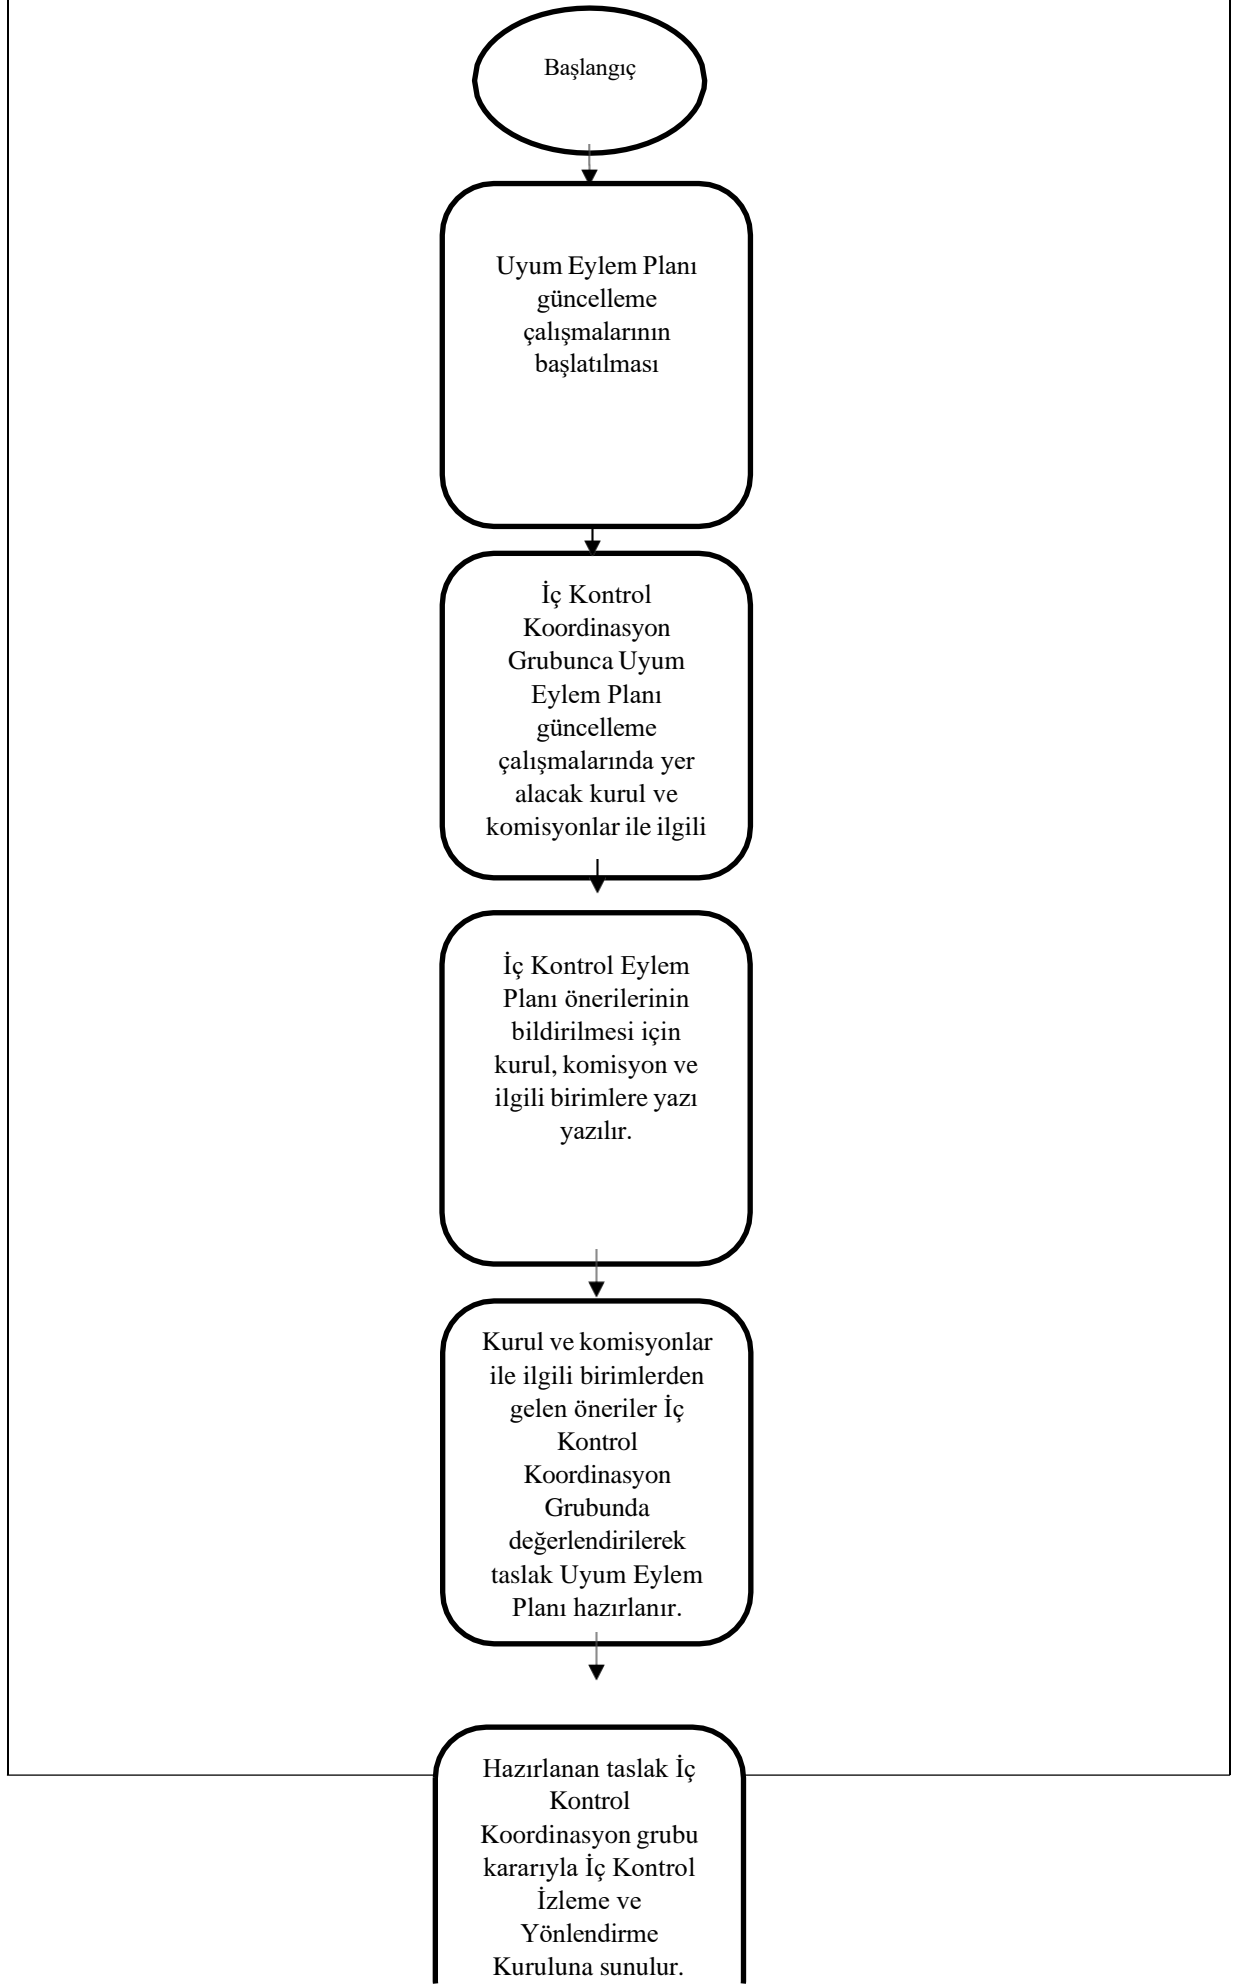 Başlangıç
Uyum Eylem Planı
güncelleme
çalışmalarının
başlatılması
İç Kontrol
Koordinasyon
Grubunca Uyum
Eylem Planı
güncelleme
çalışmalarında yer
alacak kurul ve
komisyonlar ile ilgili
İç Kontrol Eylem
Planı önerilerinin
bildirilmesi için
kurul, komisyon ve
ilgili birimlere yazı
yazılır.
Kurul ve komisyonlar
ile ilgili birimlerden
gelen öneriler İç
Kontrol
Koordinasyon
Grubunda
değerlendirilerek
taslak Uyum Eylem
Planı hazırlanır.
Hazırlanan taslak İç
Kontrol
Koordinasyon grubu
kararıyla İç Kontrol
İzleme ve
Yönlendirme
Kuruluna sunulur.